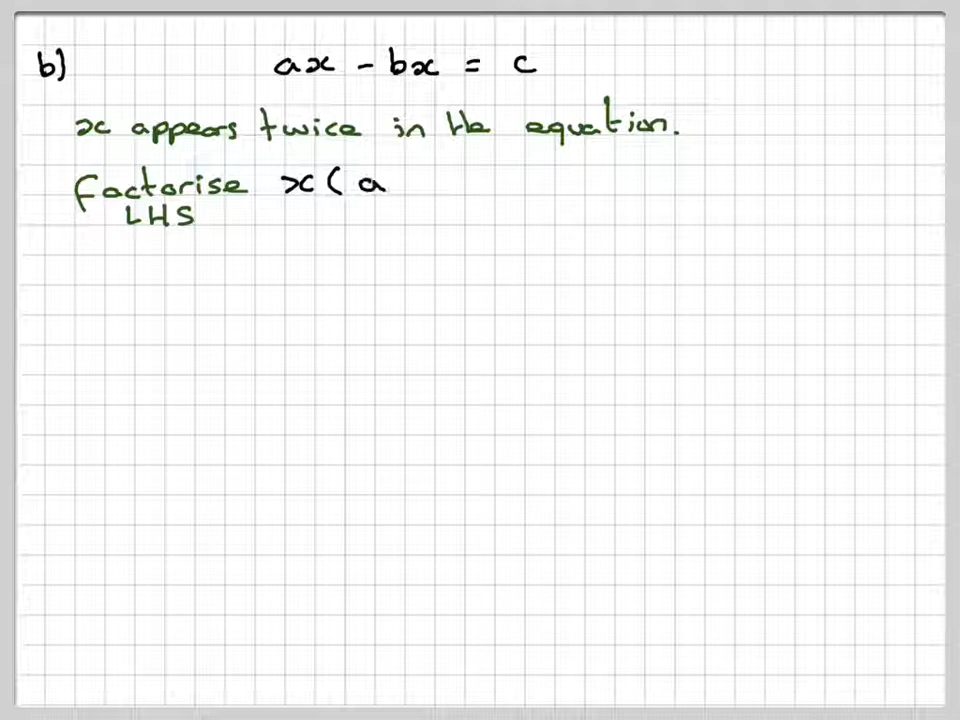 b) ax - bx = c
x appears twice in the equation.
Factorise x ( a
LHS